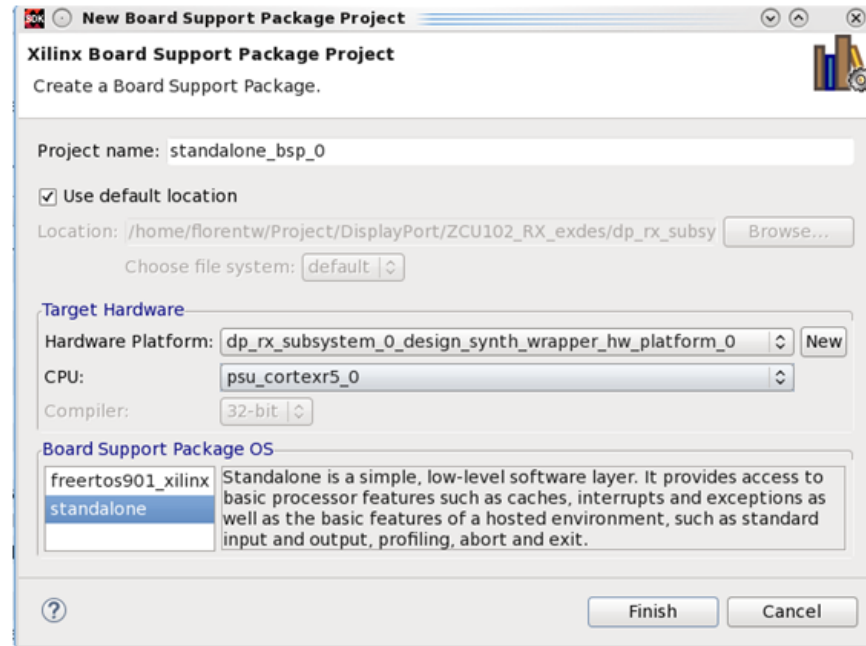 SDK New Board Support Package Project
Xilinx Board Support Package Project
Create a Board Support Package.
Project name: standalone_bsp_0
Use default location
Location: /home/florentw/Project/DisplayPort/ZCU102_RX_exdes/dp_rx_subsy Browse...
Choose file system: default
Target Hardware
Hardware Platform: dp_rx_subsystem_0_design_synth_wrapper_hw_platform_0 New
CPU: psu_cortexr5_0
Compiler: 32-bit
Board Support Package OS
freertos901_xilinx
standalone
Standalone is a simple, low-level software layer. It provides access to
basic processor features such as caches, interrupts and exceptions as
well as the basic features of a hosted environment, such as standard
input and output, profiling, abort and exit.
? Finish Cancel